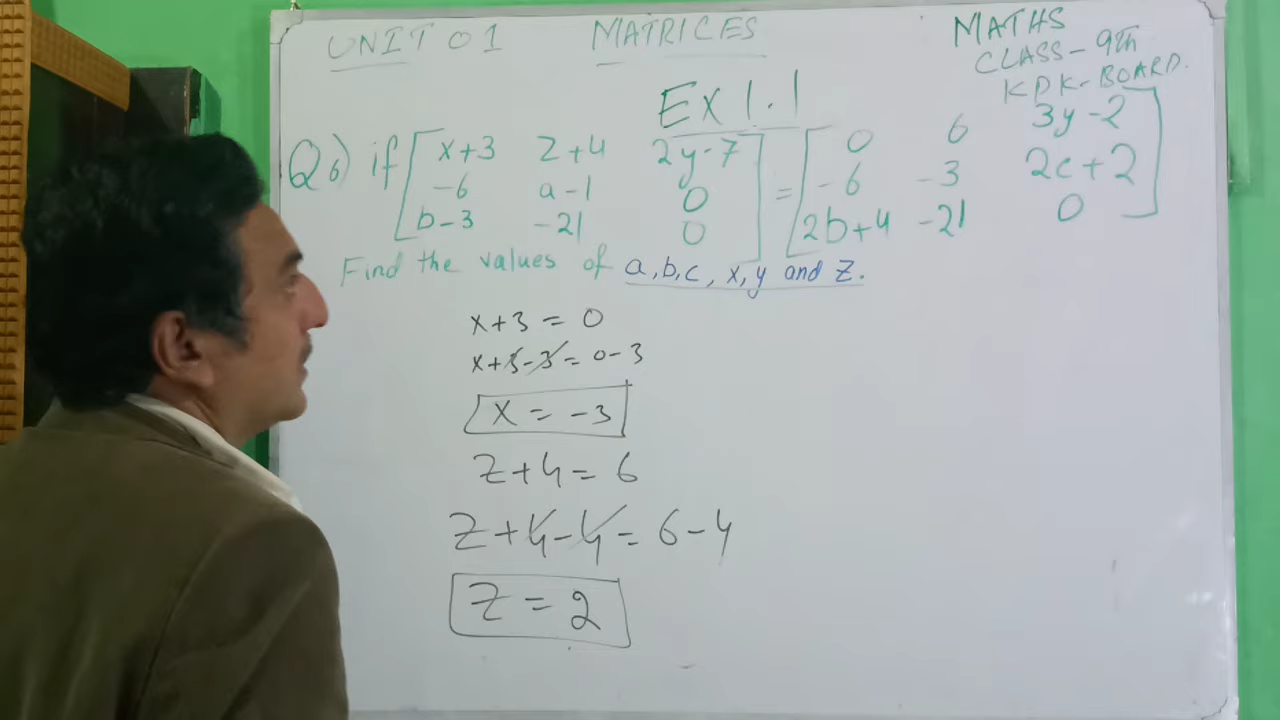 UNIT 01 MATRICES MATHS
CLASS - 9th
KPK- BOARD.
Ex 1.1
Q6) if [x+3 z+4 2y-7] = [0 6 3y-2]
[-6 a-1 0] [-6 -3 2c+2]
[b-3 -21 0] [2b+4 -21 0]
Find the values of a,b,c, x,y and z.
x+3 = 0
x+3-3 = 0-3
x = -3
z+4 = 6
z+4-4 = 6-4
z = 2